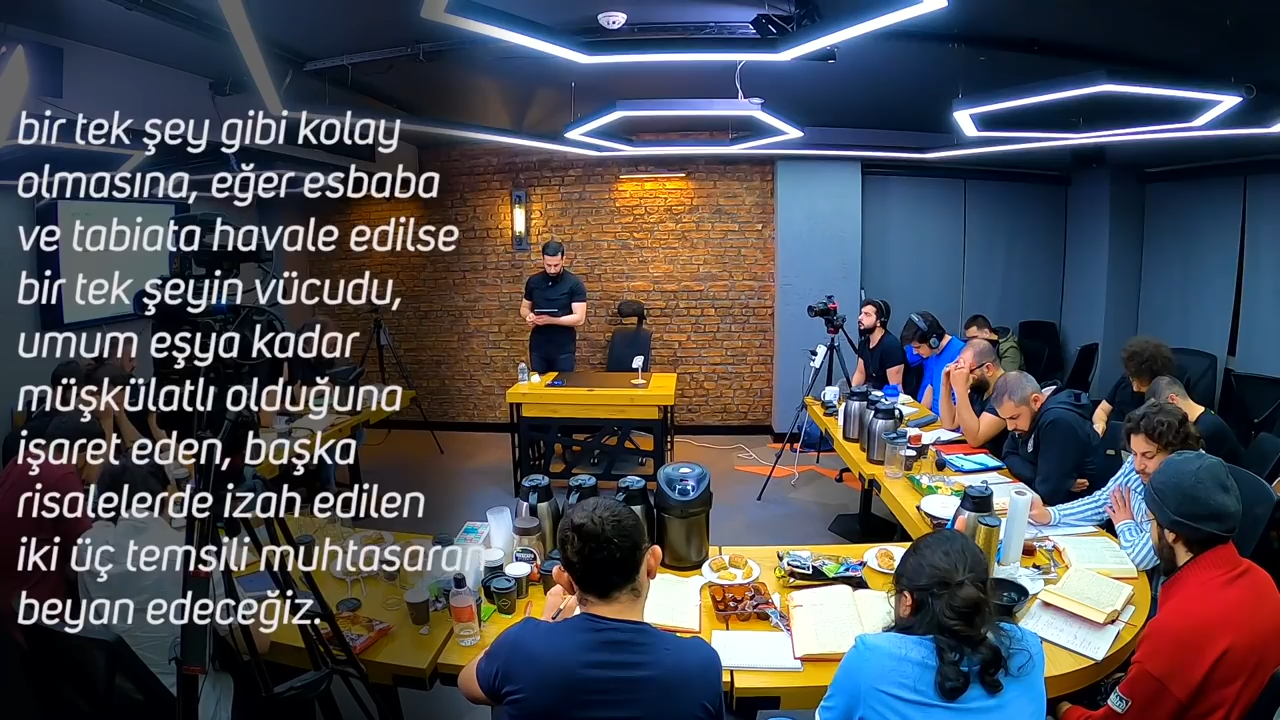 bir tek şey gibi kolay
olmasına, eğer esbaba
ve tabiata havale edilse
bir tek şeyin vücudu,
umum eşya kadar
müşkülatlı olduğuna
işaret eden, başka
risalelerde izah edilen
iki üç temsili muhtasaran
beyan edeceğiz.